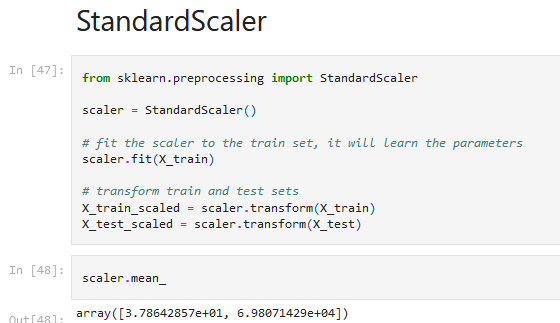 StandardScaler
In [47]:
from sklearn.preprocessing import StandardScaler
scaler = StandardScaler()
# fit the scaler to the train set, it will learn the parameters
scaler.fit(X_train)
# transform train and test sets
X_train_scaled = scaler.transform(X_train)
X_test_scaled = scaler.transform(X_test)
In [48]:
scaler.mean_
Out[48]:
array([3.78642857e+01, 6.98071429e+04])